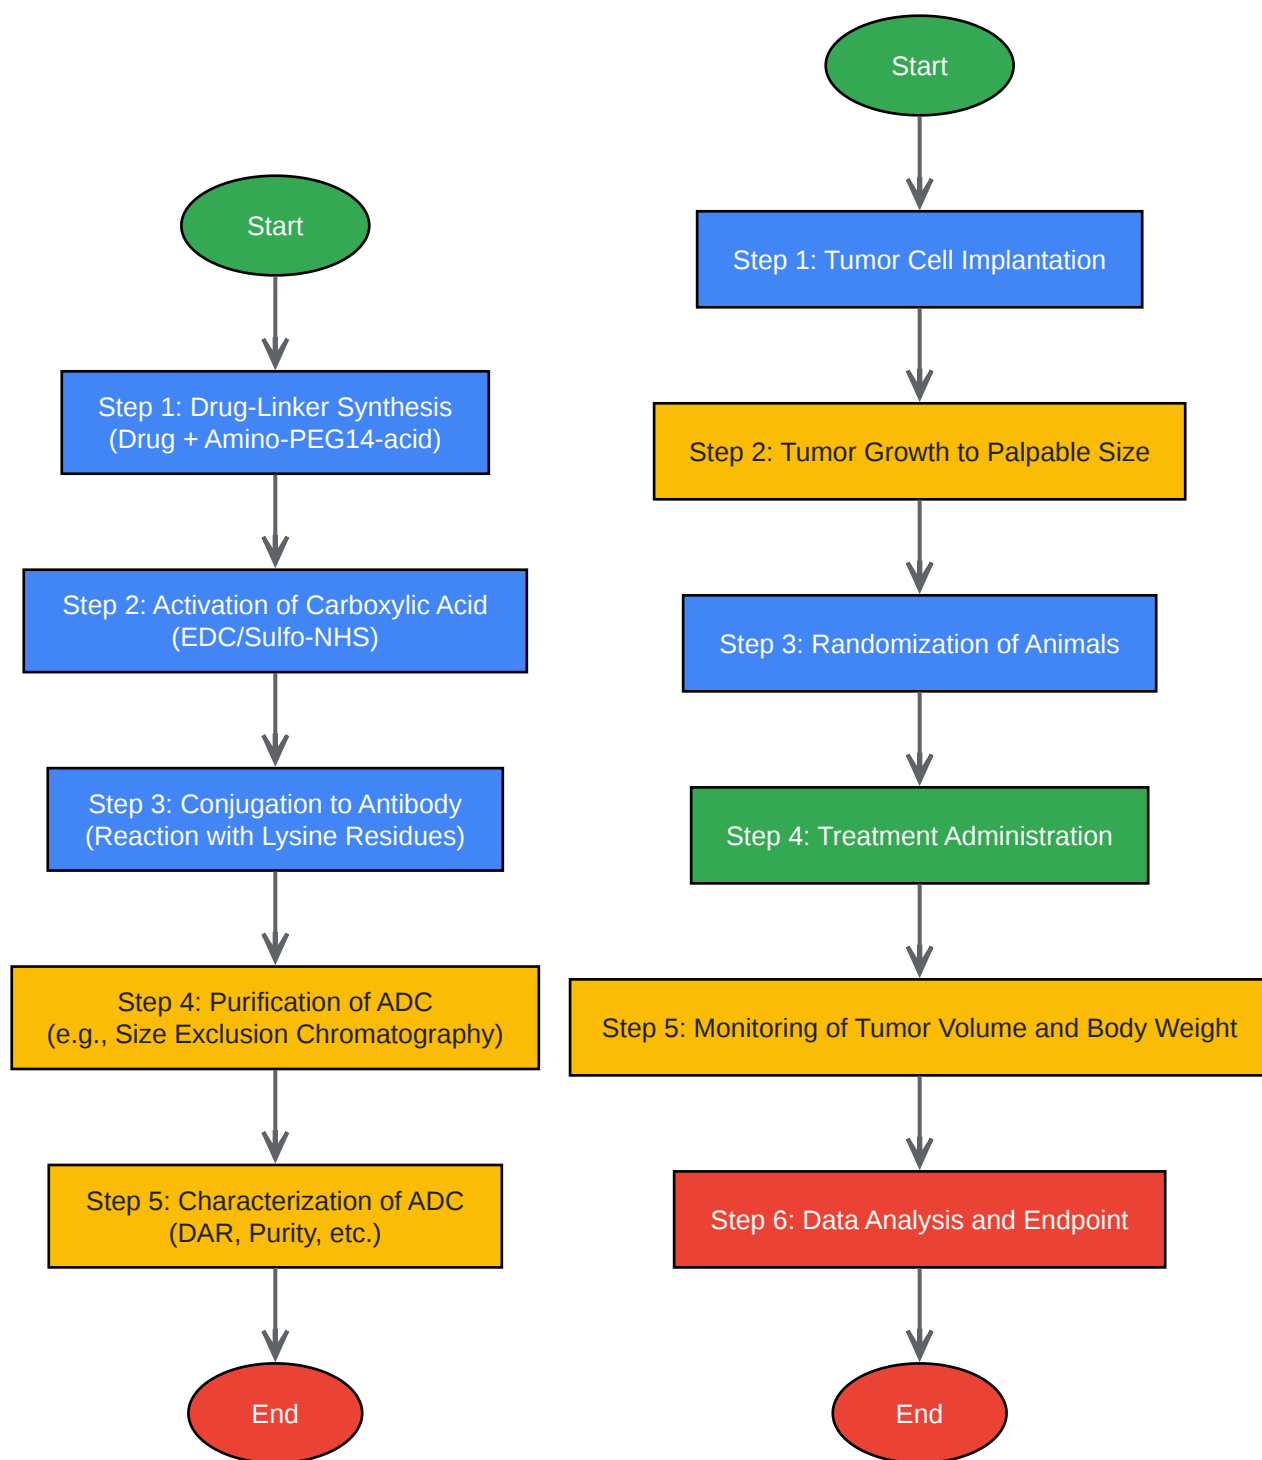 Start
Step 1: Drug-Linker Synthesis
(Drug + Amino-PEG14-acid)
Step 2: Activation of Carboxylic Acid
(EDC/Sulfo-NHS)
Step 3: Conjugation to Antibody
(Reaction with Lysine Residues)
Step 4: Purification of ADC
(e.g., Size Exclusion Chromatography)
Step 5: Characterization of ADC
(DAR, Purity, etc.)
End
Start
Step 1: Tumor Cell Implantation
Step 2: Tumor Growth to Palpable Size
Step 3: Randomization of Animals
Step 4: Treatment Administration
Step 5: Monitoring of Tumor Volume and Body Weight
Step 6: Data Analysis and Endpoint
End